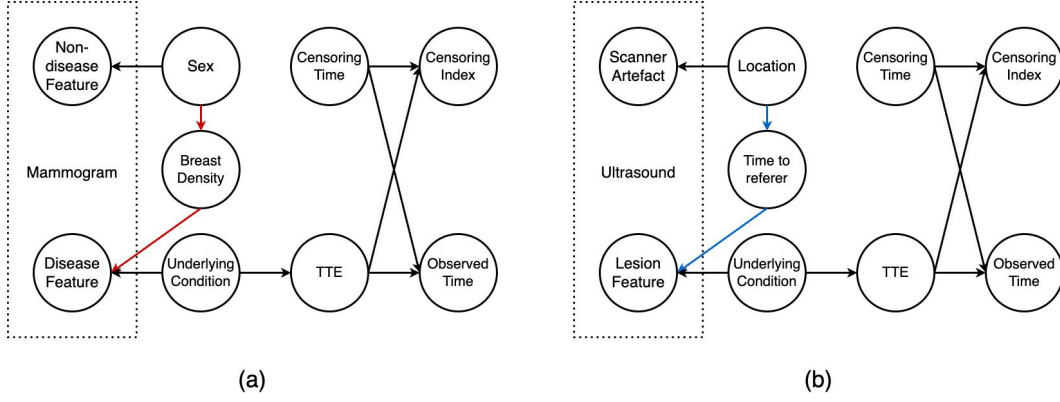 Non-
disease
Feature
Sex
Censoring
Time
Censoring
Index
Mammogram
Breast
Density
Disease
Feature
Underlying
Condition
TTE
Observed
Time
(a)
Scanner
Artefact
Location
Censoring
Time
Censoring
Index
Ultrasound
Time to
referer
Lesion
Feature
Underlying
Condition
TTE
Observed
Time
(b)